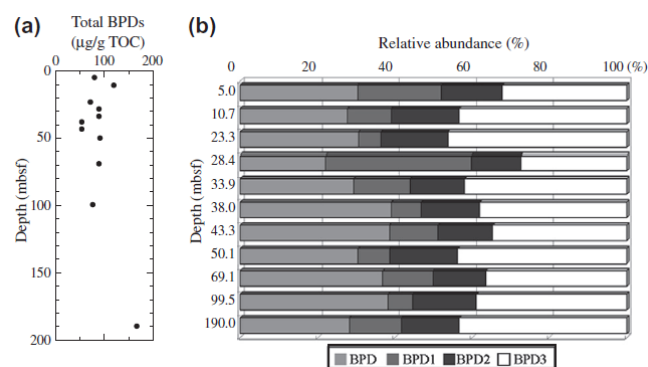 (a)
Total BPDs
(μg/g TOC)
0 100 200
0
50
100
150
200
Depth (mbsf)
(b)
Relative abundance (%)
0 20 40 60 80 100 (%)
Depth (mbsf)
5.0
10.7
23.3
28.4
33.9
38.0
43.3
50.1
69.1
99.5
190.0
BPD BPD1 BPD2 BPD3